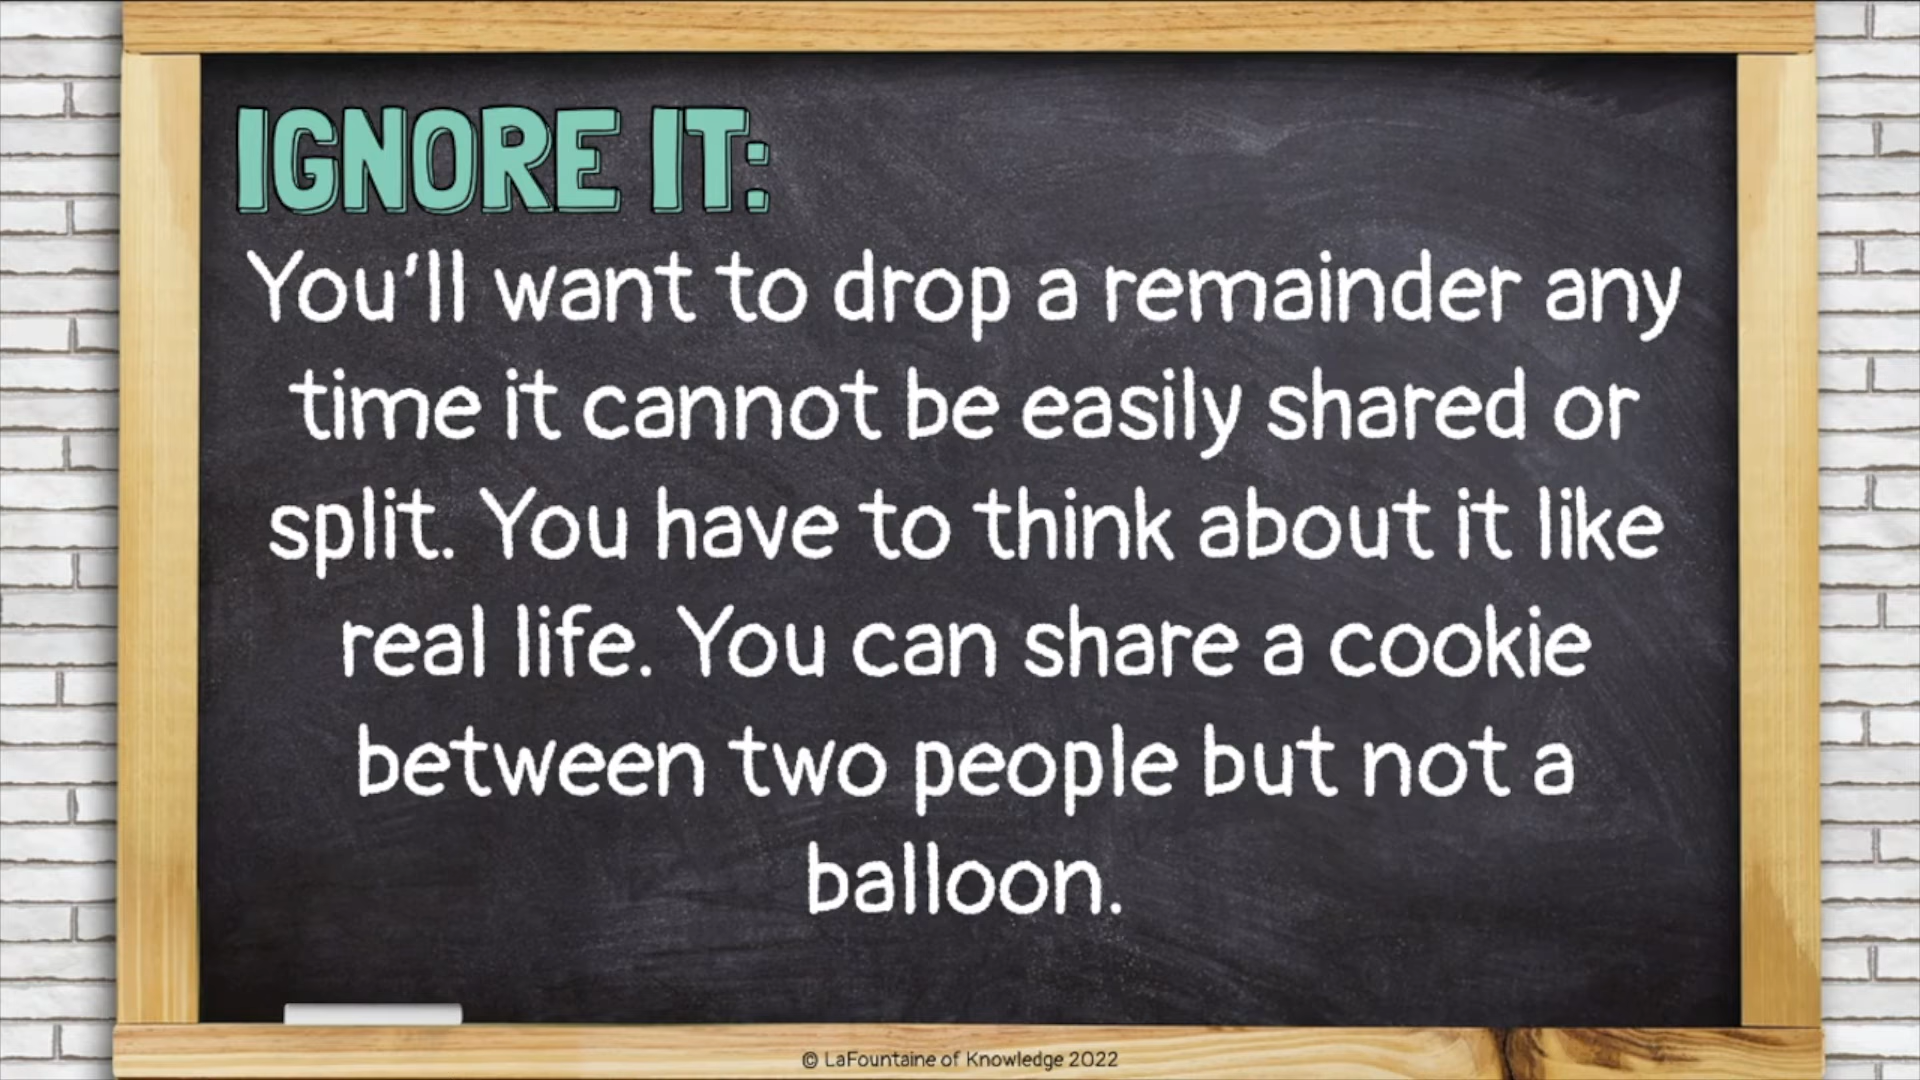 IGNORE IT:
You'll want to drop a remainder any
time it cannot be easily shared or
split. You have to think about it like
real life. You can share a cookie
between two people but not a
balloon.
© LaFountaine of Knowledge 2022